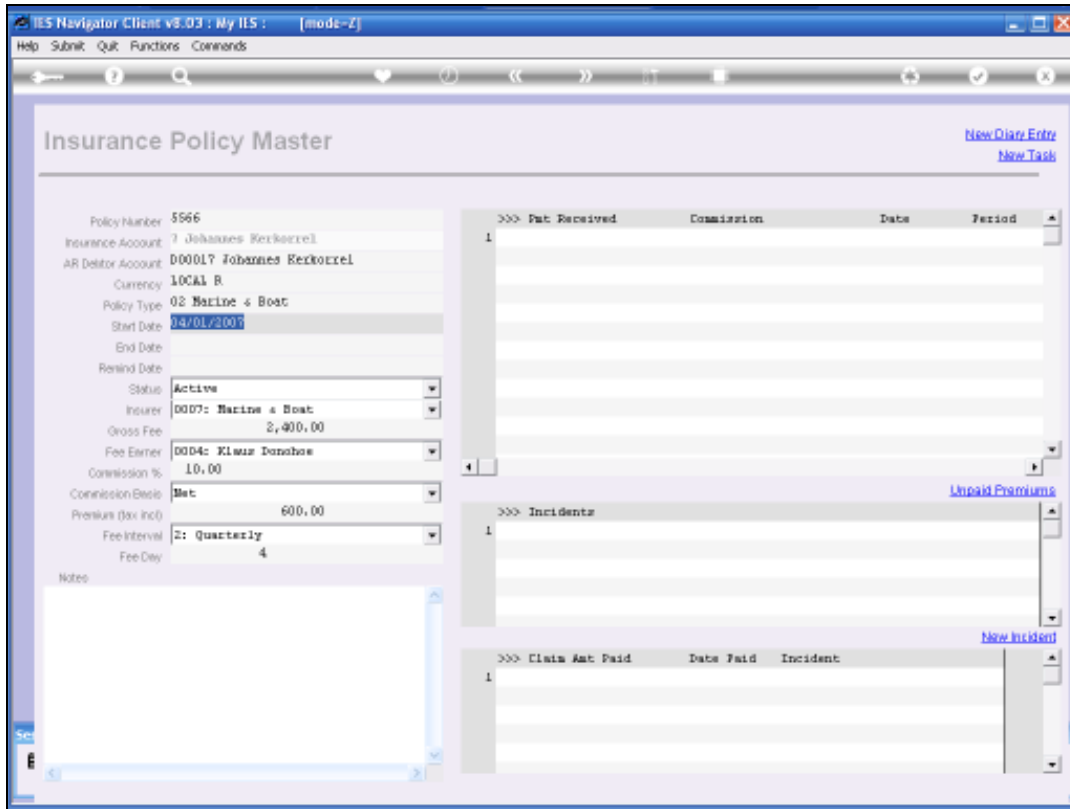 IES Navigator Client v8.03 : My IES : [mode=Z]
Help Submit Quit Functions Commands
Insurance Policy Master
New Diary Entry
New Task
Policy Number 5566
Insurance Account 7 Johannes Kerkorrel
AR Debtor Account D00017 Johannes Kerkorrel
Currency LOCAL R
Policy Type 02 Marine & Boat
Start Date 04/01/2007
End Date
Remind Date
Status Active
Insurer 0007: Marine & Boat
Gross Fee 2,400.00
Fee Earner 0004: Klaus Donohoe
Commission % 10.00
Commission Basis Net
Premium (tax incl) 600.00
Fee Interval 2: Quarterly
Fee Day 4
Notes
>>> Pmt Received Commission Date Period
1
Unpaid Premiums
>>> Incidents
1
New Incident
>>> Claim Amt Paid Date Paid Incident
1
Se